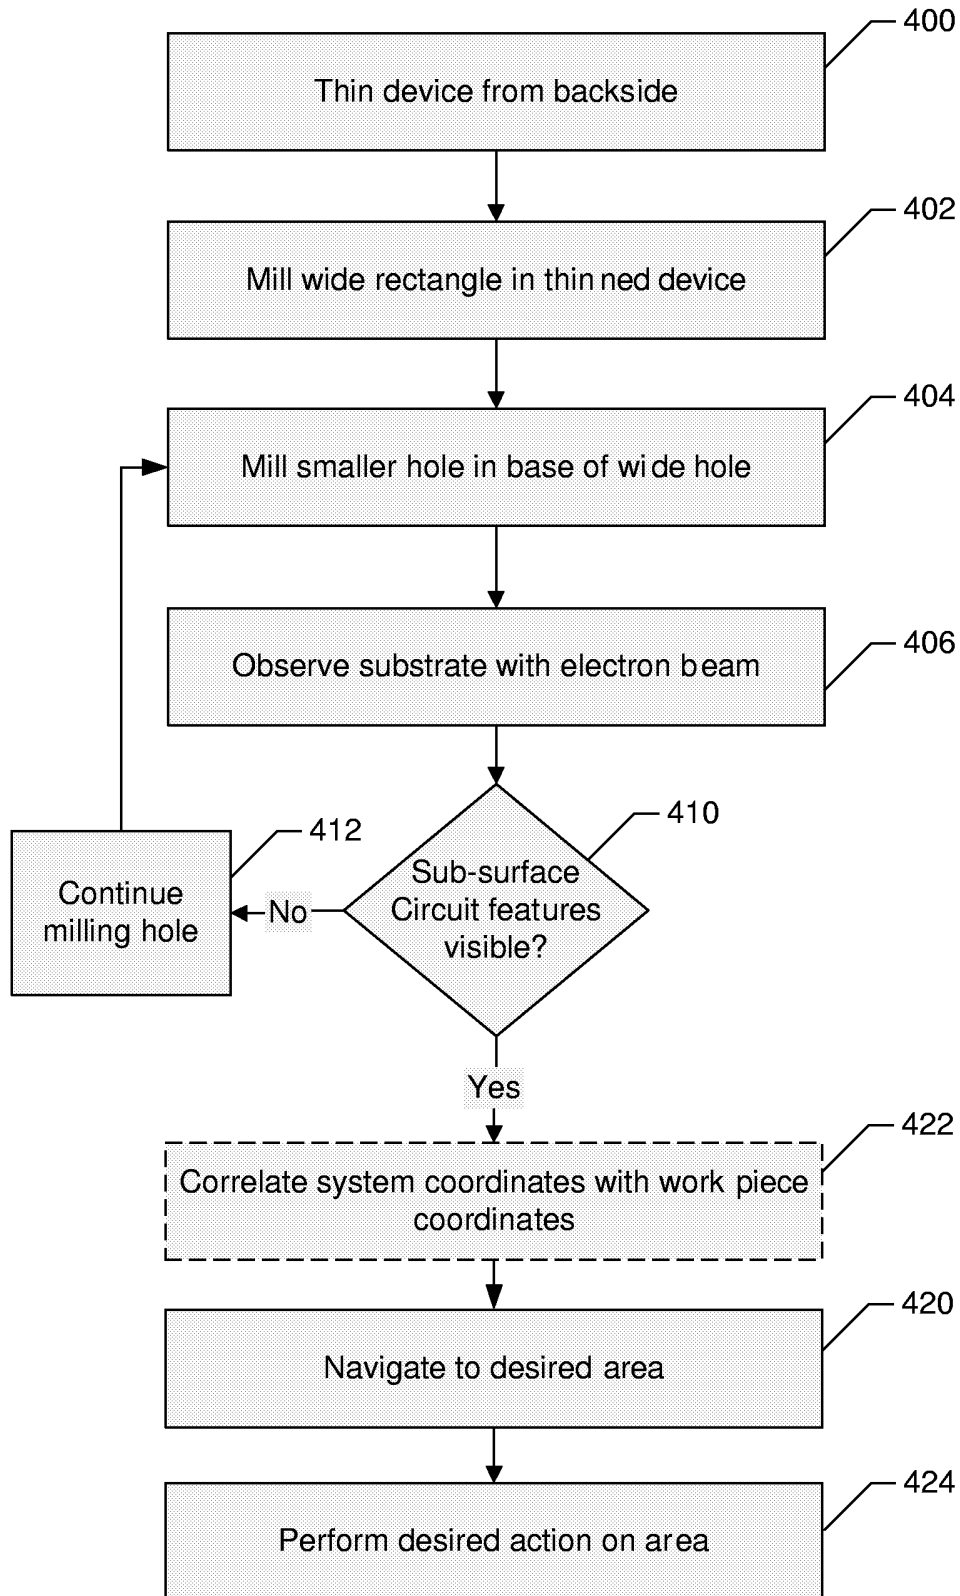 400
Thin device from backside
402
Mill wide rectangle in thinned device
404
Mill smaller hole in base of wide hole
406
Observe substrate with electron beam
410
Sub-surface
Circuit features
visible?
412
Continue
milling hole
No
Yes
422
Correlate system coordinates with work piece
coordinates
420
Navigate to desired area
424
Perform desired action on area